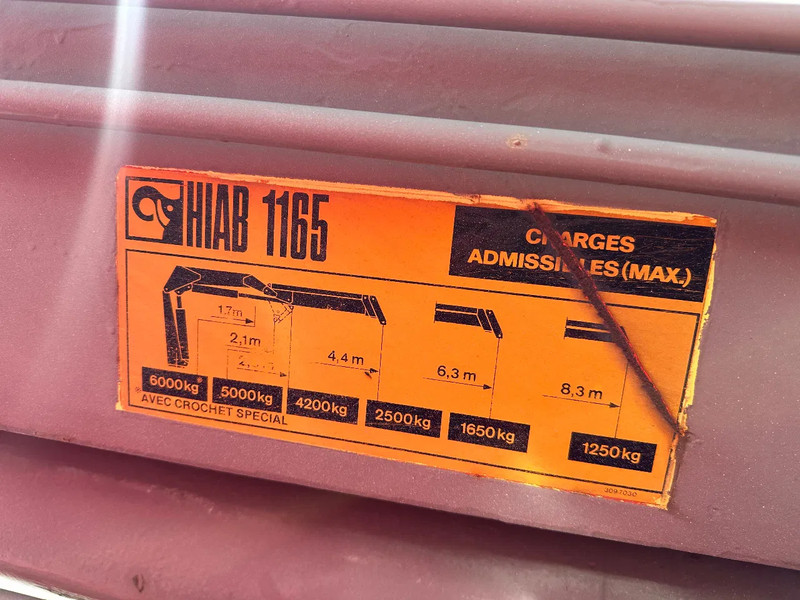 HIAB 1165
CHARGES
ADMISSIBLES (MAX.)
1,7m
2,1m
4,4 m
6,3 m
8,3 m
6000kg*
5000kg
4200kg
2500kg
1650kg
1250kg
*AVEC CROCHET SPECIAL